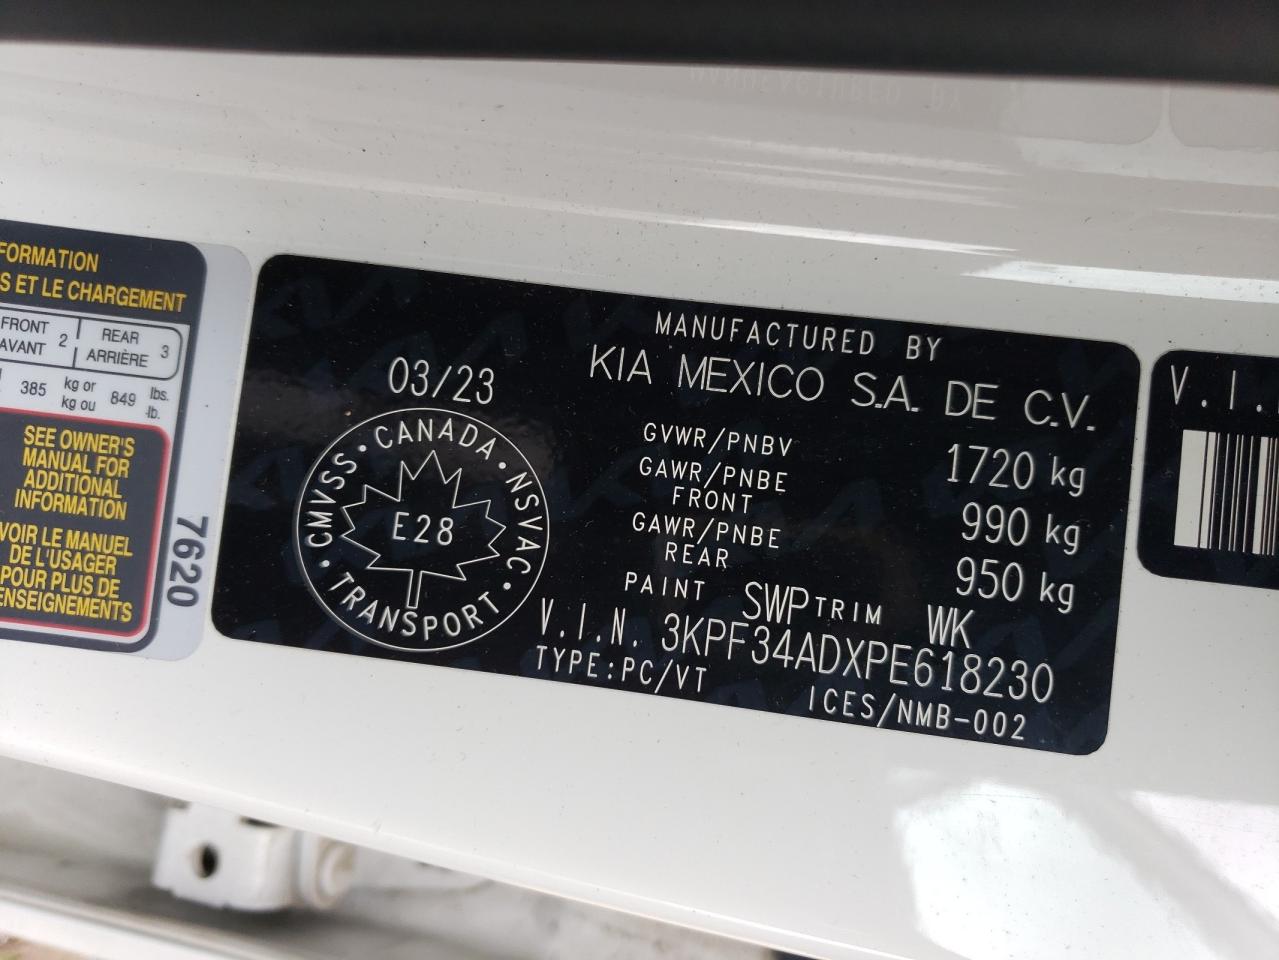 FORMATION
S ET LE CHARGEMENT
FRONT
AVANT 2
REAR
ARRIÈRE 3
385 kg or
kg ou 849 lbs.
lb.
SEE OWNER'S
MANUAL FOR
ADDITIONAL
INFORMATION
VOIR LE MANUEL
DE L'USAGER
POUR PLUS DE
ENSEIGNEMENTS
7620
03/23
CMVSS · CANADA · NSVAC · TRANSPORT ·
E28
MANUFACTURED BY
KIA MEXICO S.A. DE C.V.
GVWR/PNBV 1720 kg
GAWR/PNBE
FRONT 990 kg
GAWR/PNBE
REAR 950 kg
PAINT SWP TRIM WK
V.I.N. 3KPF34ADXPE618230
TYPE:PC/VT
ICES/NMB-002
V.I.